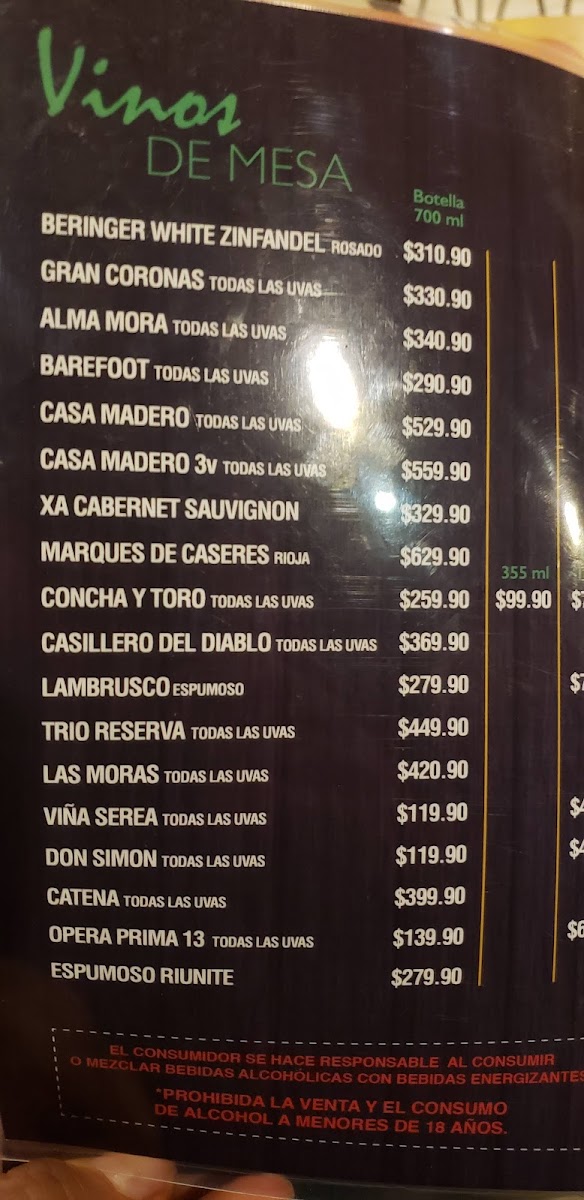 Vinos
DE MESA
Botella
700 ml
BERINGER WHITE ZINFANDEL ROSADO $310.90
GRAN CORONAS TODAS LAS UVAS $330.90
ALMA MORA TODAS LAS UVAS $340.90
BAREFOOT TODAS LAS UVAS $290.90
CASA MADERO TODAS LAS UVAS $529.90
CASA MADERO 3V TODAS LAS UVAS $559.90
XA CABERNET SAUVIGNON $329.90
MARQUES DE CASERES RIOJA $629.90
355 ml
CONCHA Y TORO TODAS LAS UVAS $259.90 $99.90
CASILLERO DEL DIABLO TODAS LAS UVAS $369.90
LAMBRUSCO ESPUMOSO $279.90
TRIO RESERVA TODAS LAS UVAS $449.90
LAS MORAS TODAS LAS UVAS $420.90
VIÑA SEREA TODAS LAS UVAS $119.90
DON SIMON TODAS LAS UVAS $119.90
CATENA TODAS LAS UVAS $399.90
OPERA PRIMA 13 TODAS LAS UVAS $139.90
ESPUMOSO RIUNITE $279.90
EL CONSUMIDOR SE HACE RESPONSABLE AL CONSUMIR
O MEZCLAR BEBIDAS ALCOHÓLICAS CON BEBIDAS ENERGIZANTES
*PROHIBIDA LA VENTA Y EL CONSUMO
DE ALCOHOL A MENORES DE 18 AÑOS.